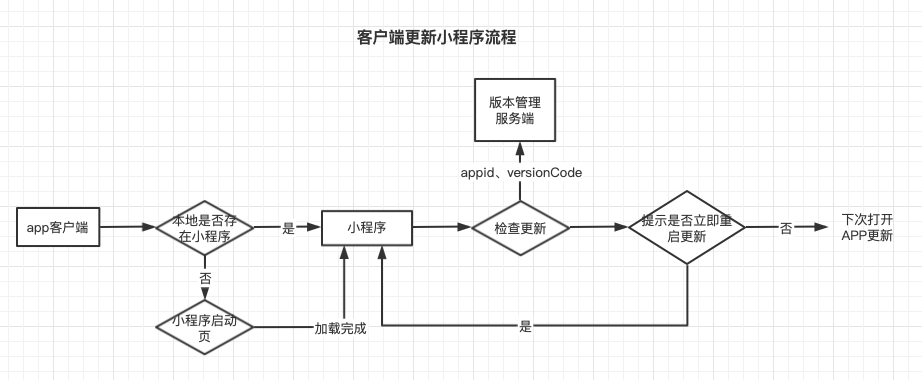 客户端更新小程序流程
版本管理
服务端
appid、versionCode
app客户端
本地是否存
在小程序
是
小程序
检查更新
提示是否立即重
启更新
否
下次打开
APP更新
否
小程序启动
页
加载完成
是